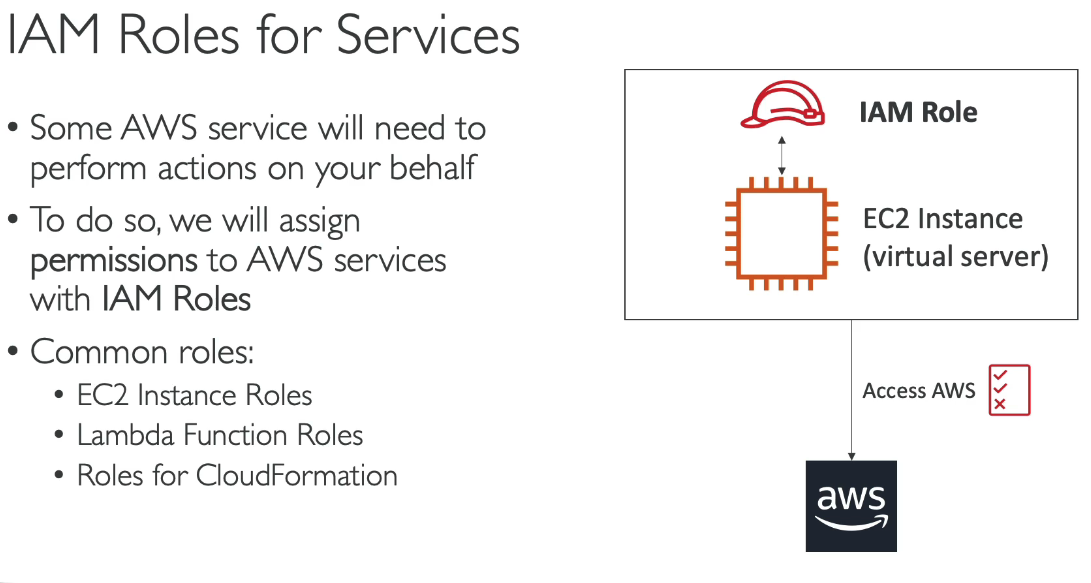 IAM Roles for Services
• Some AWS service will need to
perform actions on your behalf
• To do so, we will assign
permissions to AWS services
with IAM Roles
• Common roles:
• EC2 Instance Roles
• Lambda Function Roles
• Roles for CloudFormation
IAM Role
EC2 Instance
(virtual server)
Access AWS
aws